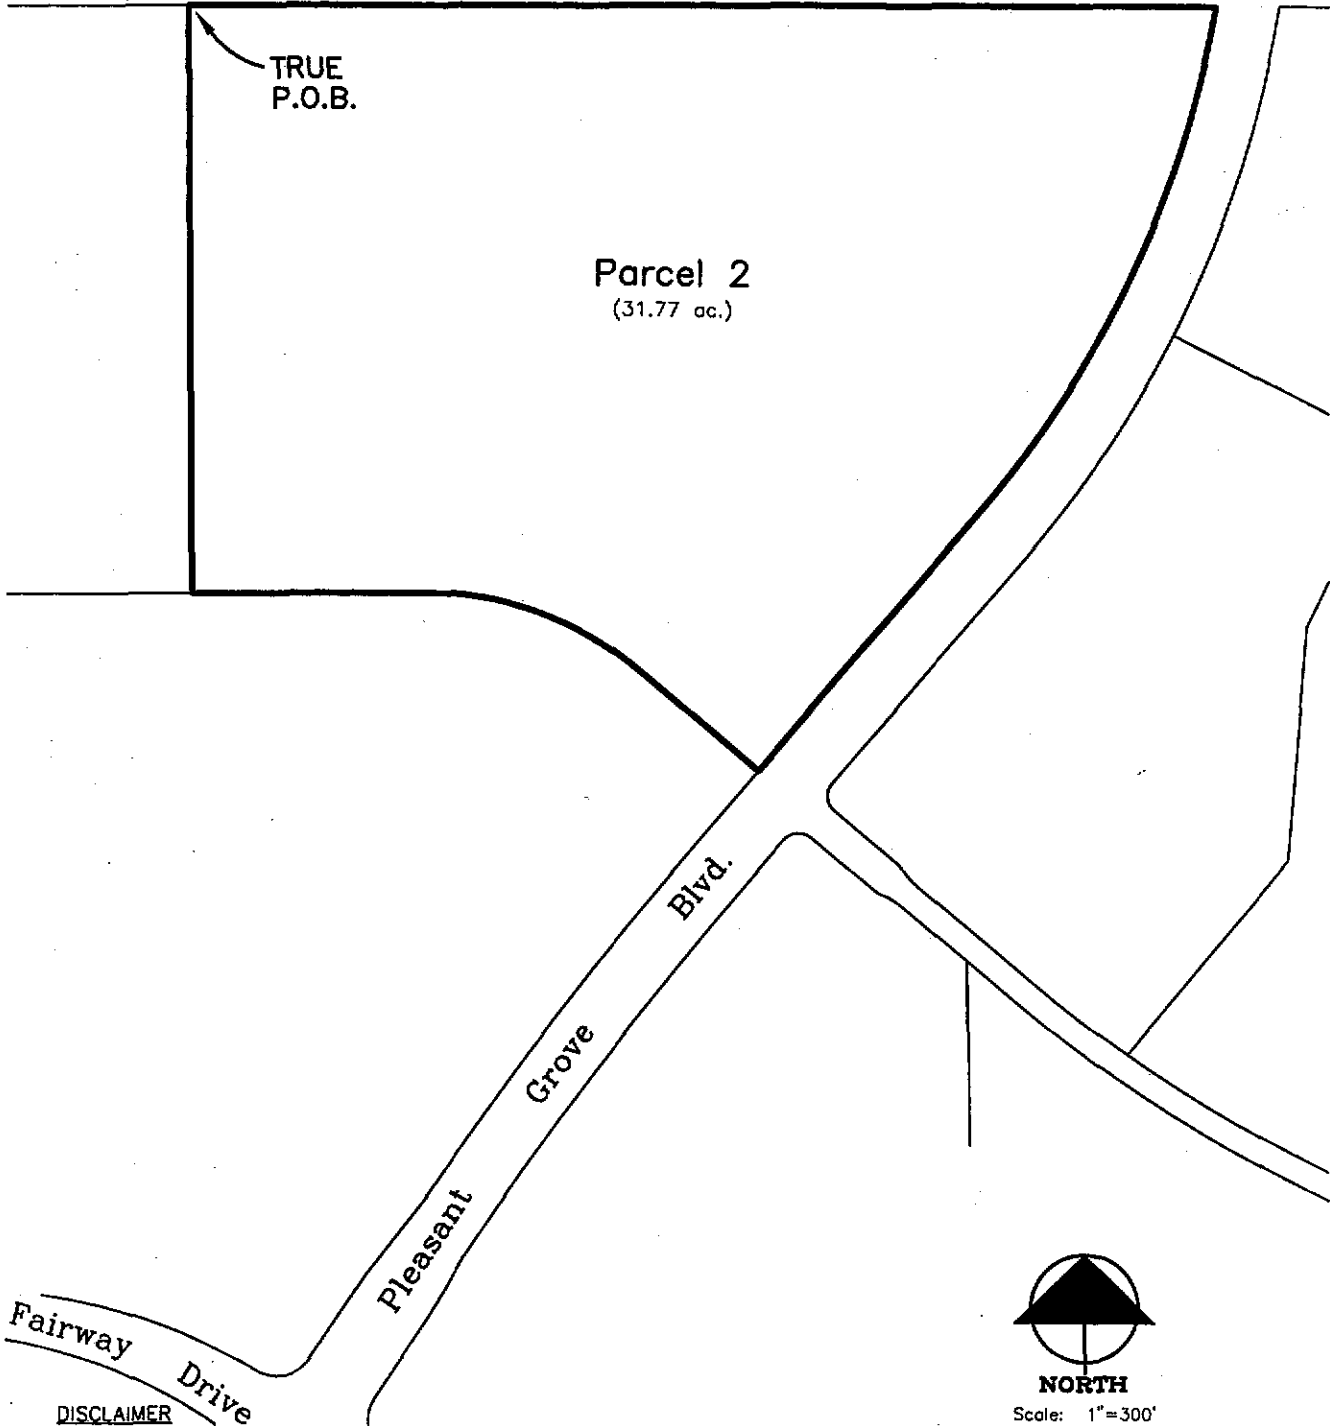 TRUE
P.O.B.
Parcel 2
(31.77 ac.)
Pleasant Grove Blvd.
Fairway Drive
DISCLAIMER
NORTH
Scale: 1"=300'